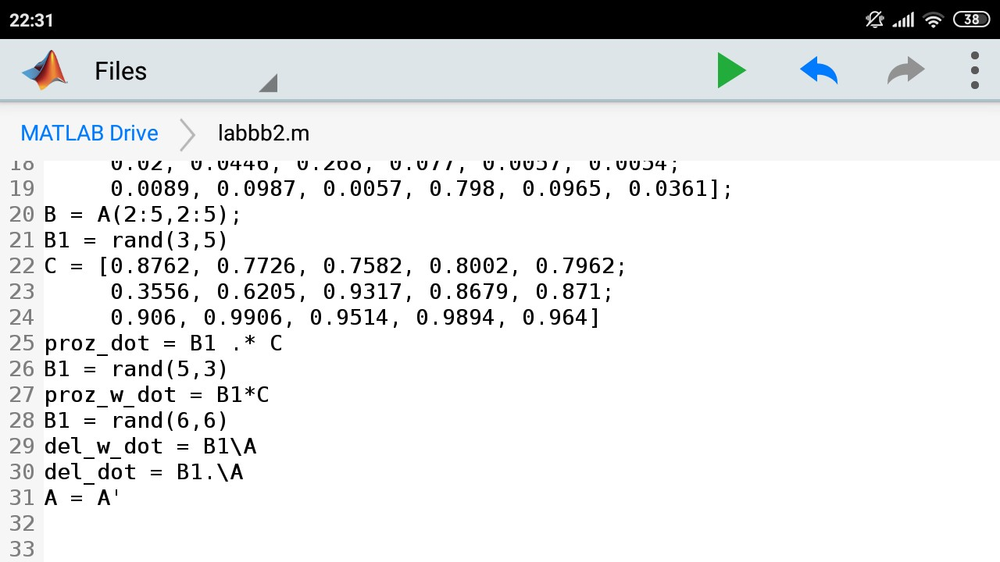 22:31
38
Files
MATLAB Drive
labbb2.m
18 0.02, 0.0446, 0.268, 0.077, 0.0057, 0.0054;
19 0.0089, 0.0987, 0.0057, 0.798, 0.0965, 0.0361];
20 B = A(2:5,2:5);
21 B1 = rand(3,5)
22 C = [0.8762, 0.7726, 0.7582, 0.8002, 0.7962;
23 0.3556, 0.6205, 0.9317, 0.8679, 0.871;
24 0.906, 0.9906, 0.9514, 0.9894, 0.964]
25 proz_dot = B1 .* C
26 B1 = rand(5,3)
27 proz_w_dot = B1*C
28 B1 = rand(6,6)
29 del_w_dot = B1\A
30 del_dot = B1.\A
31 A = A'
32
33